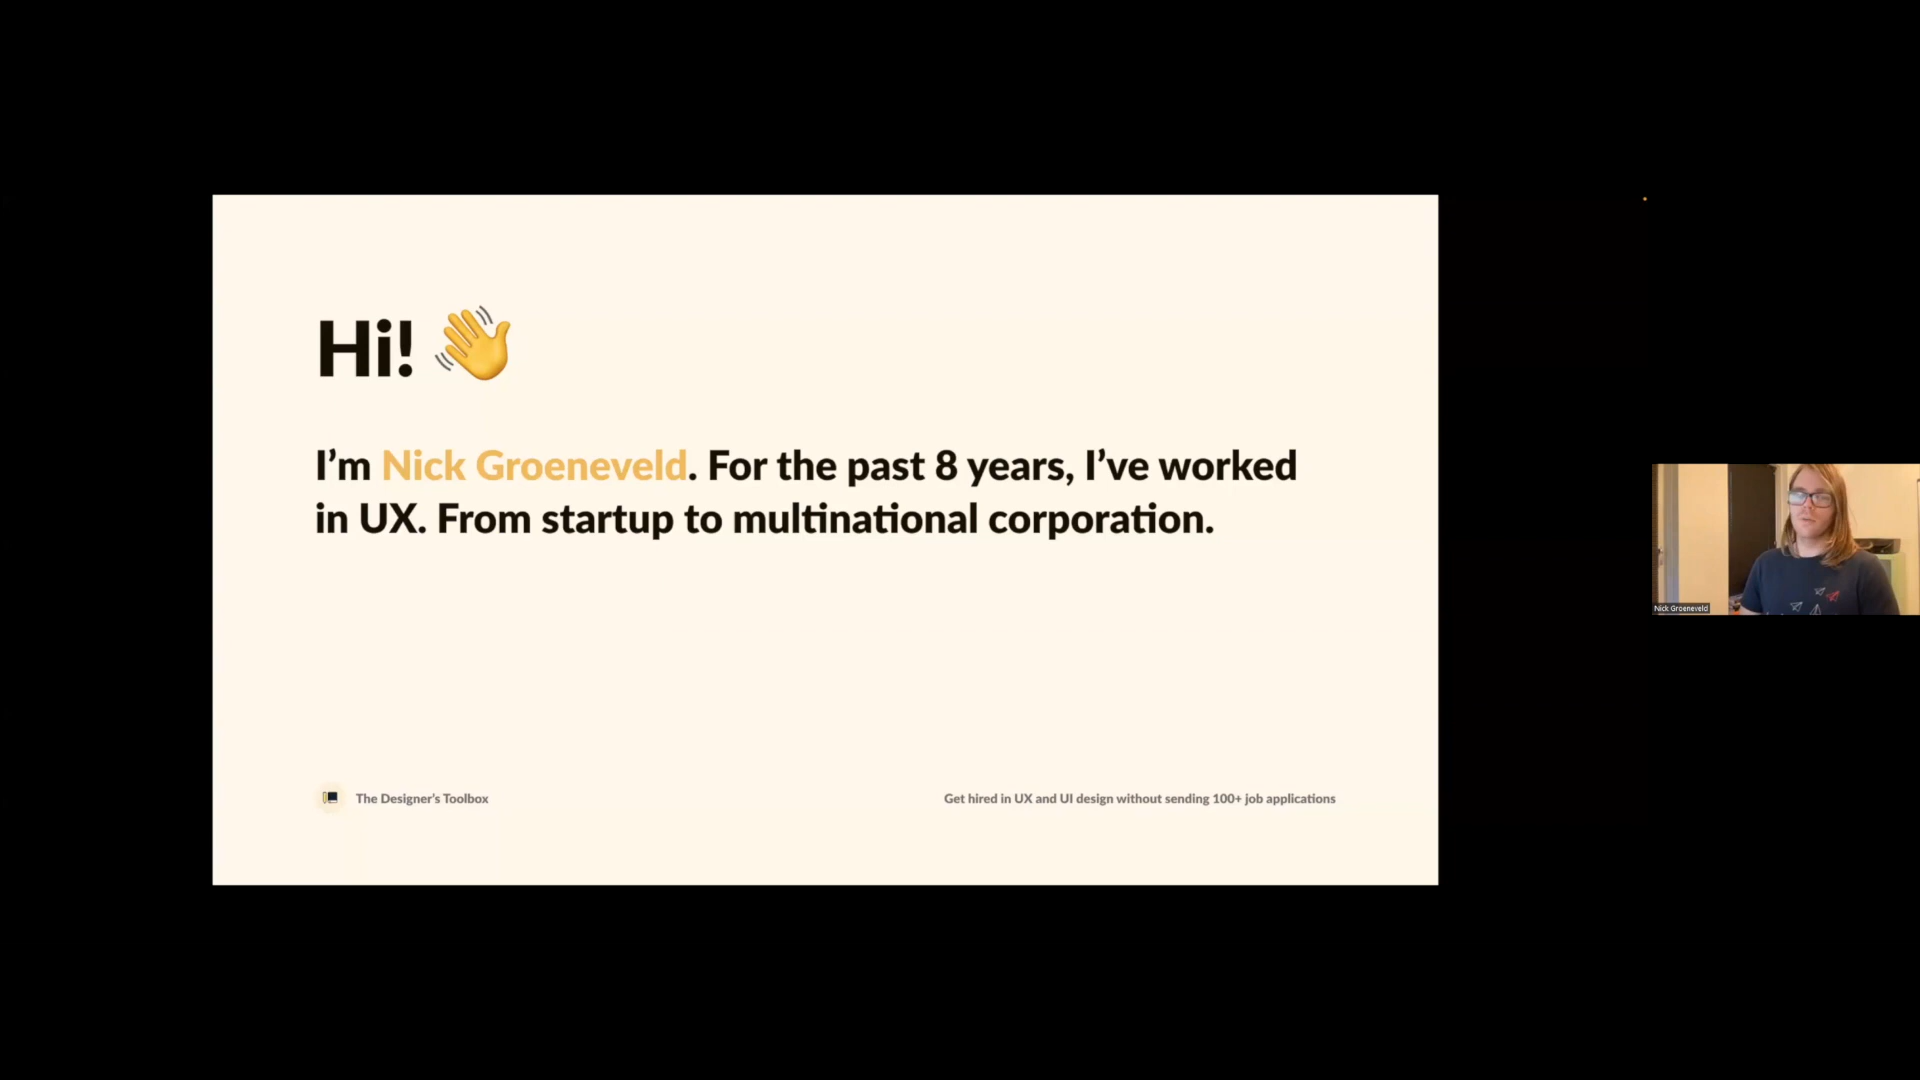 Hi! 👋
I’m Nick Groeneveld. For the past 8 years, I’ve worked
in UX. From startup to multinational corporation.
The Designer’s Toolbox
Get hired in UX and UI design without sending 100+ job applications
Nick Groeneveld